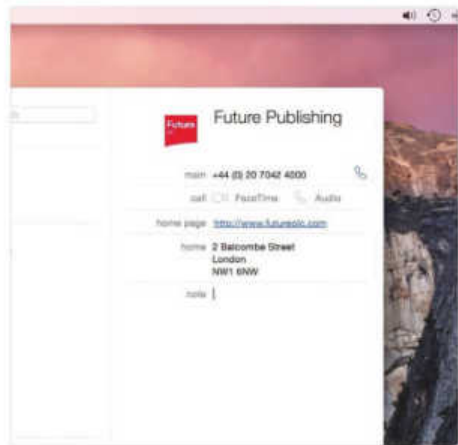 Future
Future Publishing
main +44 (0) 20 7042 4000
call FaceTime Audio
home page http://www.futureplc.com
home 2 Balcombe Street
London
NW1 6NW
note